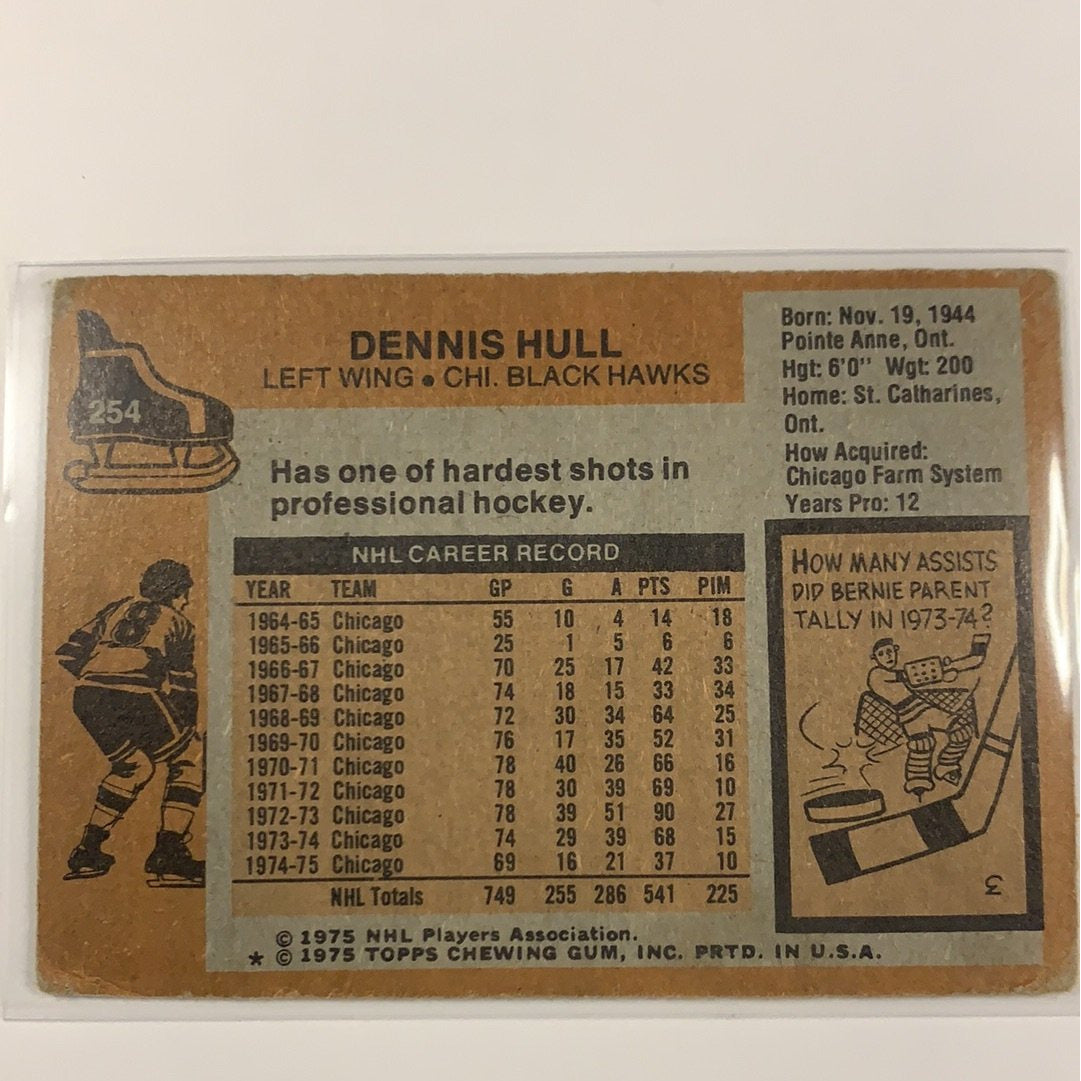 254
DENNIS HULL
LEFT WING • CHI. BLACK HAWKS
Born: Nov. 19, 1944
Pointe Anne, Ont.
Hgt: 6'0" Wgt: 200
Home: St. Catharines,
Ont.
How Acquired:
Chicago Farm System
Years Pro: 12
Has one of hardest shots in
professional hockey.
NHL CAREER RECORD
YEAR TEAM GP G A PTS PIM
1964-65 Chicago 55 10 4 14 18
1965-66 Chicago 25 1 5 6 6
1966-67 Chicago 70 25 17 42 33
1967-68 Chicago 74 18 15 33 34
1968-69 Chicago 72 30 34 64 25
1969-70 Chicago 76 17 35 52 31
1970-71 Chicago 78 40 26 66 16
1971-72 Chicago 78 30 39 69 10
1972-73 Chicago 78 39 51 90 27
1973-74 Chicago 74 29 39 68 15
1974-75 Chicago 69 16 21 37 10
NHL Totals 749 255 286 541 225
HOW MANY ASSISTS
DID BERNIE PARENT
TALLY IN 1973-74?
3
© 1975 NHL Players Association.
* © 1975 TOPPS CHEWING GUM, INC. PRTD. IN U.S.A.
8